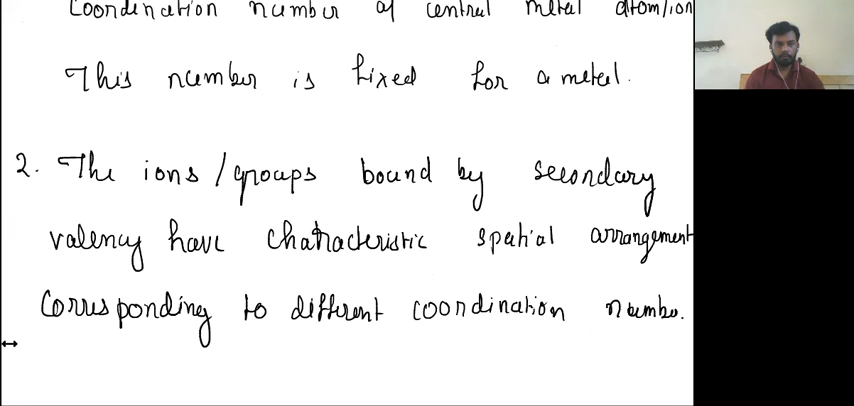 Coordination number of central metal atom/ion
This number is fixed for a metal.
2. The ions/groups bound by secondary
valency have chatracteristic spatial arrangement
Corresponding to different coordination number.